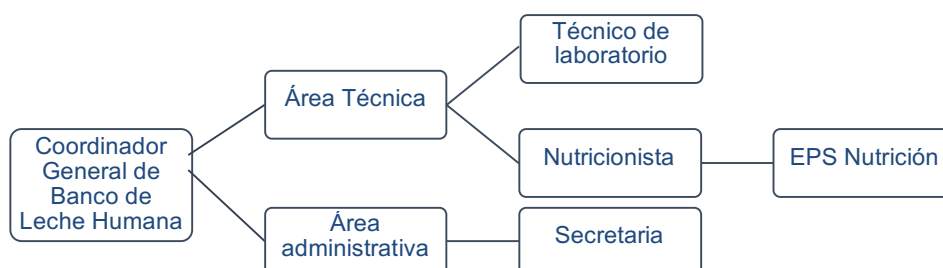 Coordinador
General de
Banco de
Leche Humana
Área Técnica
Técnico de
laboratorio
Nutricionista
EPS Nutrición
Área
administrativa
Secretaria